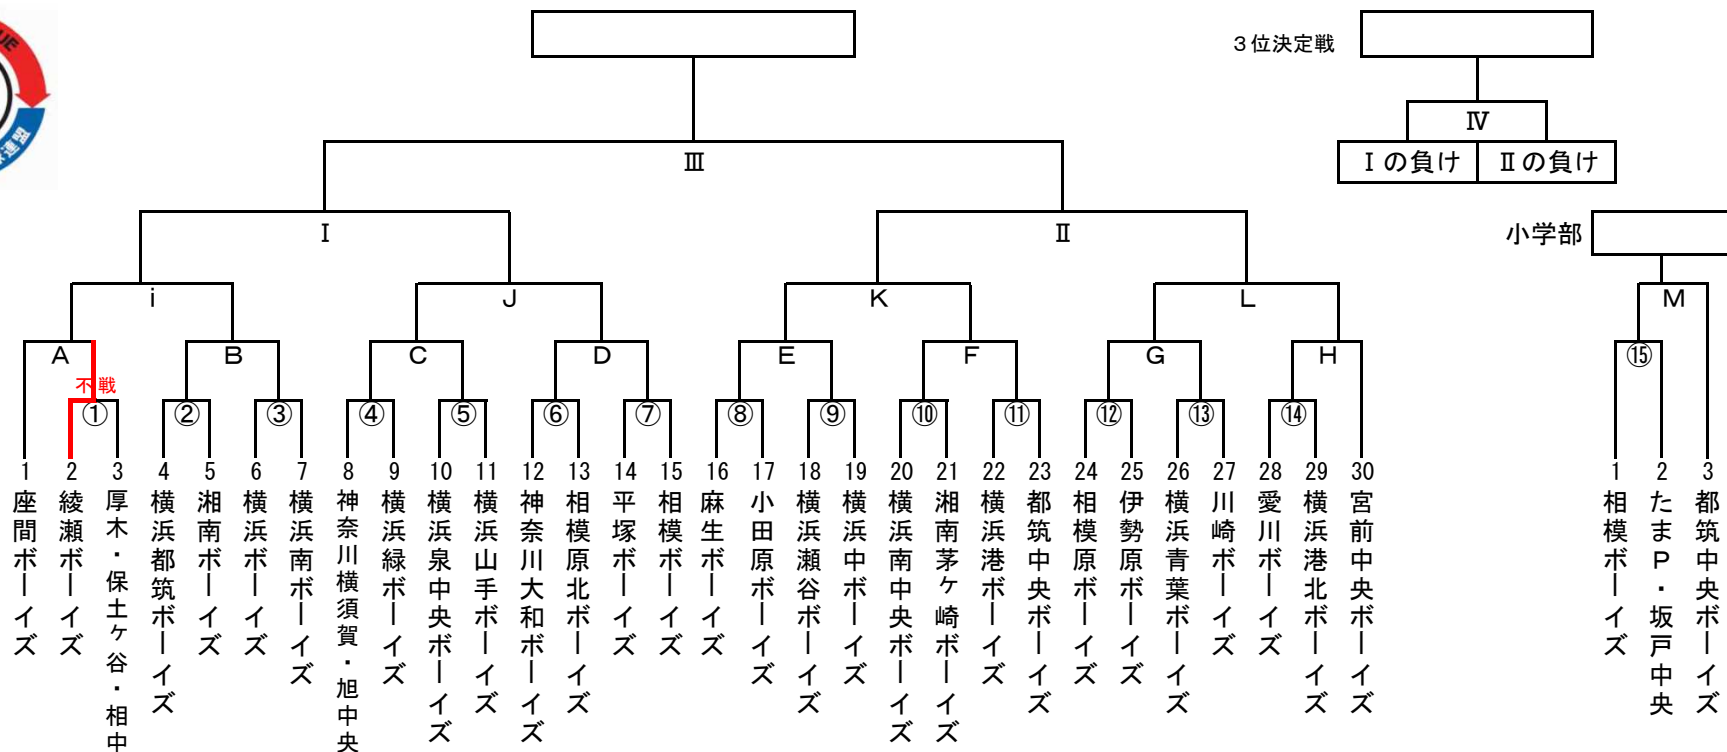 UE
連盟
3位決定戦
Ⅳ
Ⅰの負け
Ⅱの負け
Ⅲ
Ⅰ
Ⅱ
小学部
i
J
K
L
M
A
B
C
D
E
F
G
H
⑮
不戦
①
②
③
④
⑤
⑥
⑦
⑧
⑨
⑩
⑪
⑫
⑬
⑭
1 座間ボーイズ
2 綾瀬ボーイズ
3 厚木・保土ヶ谷・相中
4 横浜都筑ボーイズ
5 湘南ボーイズ
6 横浜ボーイズ
7 横浜南ボーイズ
8 神奈川横須賀・旭中央
9 横浜緑ボーイズ
10 横浜泉中央ボーイズ
11 横浜山手ボーイズ
12 神奈川大和ボーイズ
13 相模原北ボーイズ
14 平塚ボーイズ
15 相模ボーイズ
16 麻生ボーイズ
17 小田原ボーイズ
18 横浜瀬谷ボーイズ
19 横浜中ボーイズ
20 横浜南中央ボーイズ
21 湘南茅ケ崎ボーイズ
22 横浜港ボーイズ
23 都筑中央ボーイズ
24 相模原ボーイズ
25 伊勢原ボーイズ
26 横浜青葉ボーイズ
27 川崎ボーイズ
28 愛川ボーイズ
29 横浜港北ボーイズ
30 宮前中央ボーイズ
1 相模ボーイズ
2 たまP・坂戸中央
3 都筑中央ボーイズ